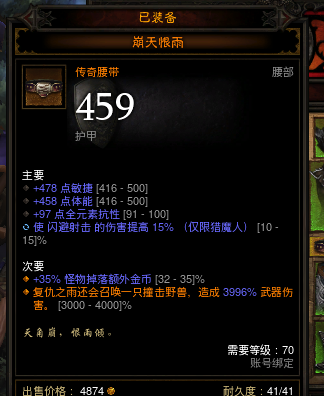 已装备
崩天恨雨
传奇腰带
腰部
459
护甲
主要
+478 点敏捷 [416 - 500]
+458 点体能 [416 - 500]
+97 点全元素抗性 [91 - 100]
使 闪避射击 的伤害提高 15% （仅限猎魔人） [10 -
15]%
次要
+35% 怪物掉落额外金币 [32 - 35]%
复仇之雨还会召唤一只撞击野兽，造成 3996% 武器伤
害。 [3000 - 4000]%
天角崩，恨雨倾。
需要等级：70
账号绑定
出售价格： 4874
耐久度：41/41